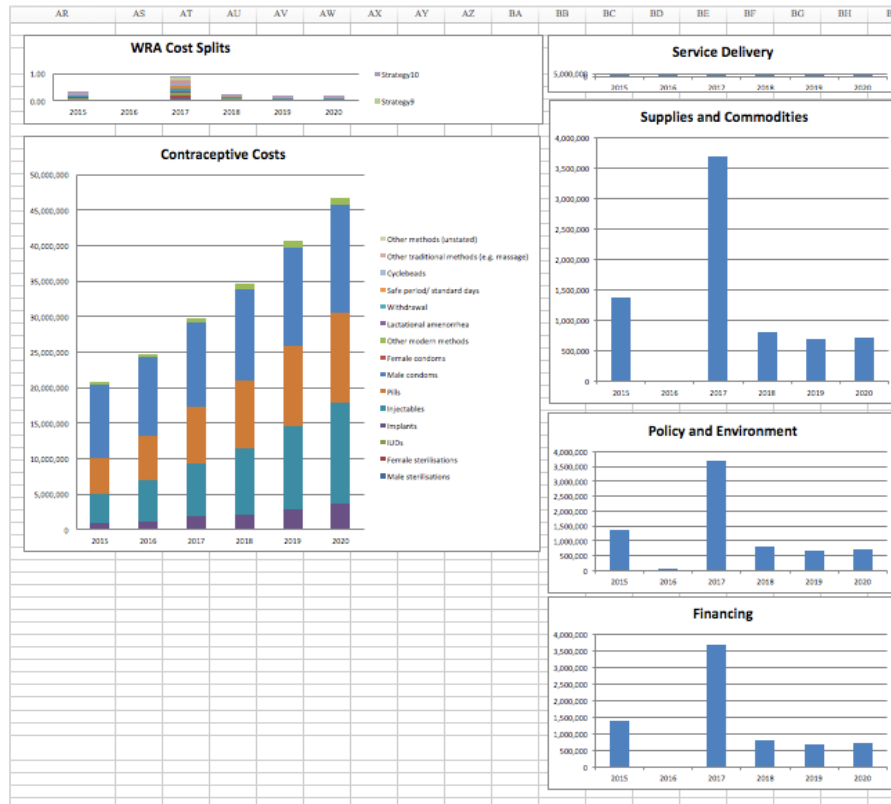 AR AS AT AU AV AW AX AY AZ BA BB BC BD BE BF BG BH
WRA Cost Splits
1.00
0.00
2015 2016 2017 2018 2019 2020
Strategy10
Strategy9
Contraceptive Costs
50,000,000
45,000,000
40,000,000
35,000,000
30,000,000
25,000,000
20,000,000
15,000,000
10,000,000
5,000,000
0
2015 2016 2017 2018 2019 2020
Other methods (unstated)
Other traditional methods (e.g. massage)
Cyclebeads
Safe period/ standard days
Withdrawal
Lactational amenorrhea
Other modern methods
Female condoms
Male condoms
Pills
Injectables
Implants
IUDs
Female sterilisations
Male sterilisations
Service Delivery
5,000,000
2015 2016 2017 2018 2019 2020
Supplies and Commodities
4,000,000
3,500,000
3,000,000
2,500,000
2,000,000
1,500,000
1,000,000
500,000
0
2015 2016 2017 2018 2019 2020
Policy and Environment
4,000,000
3,500,000
3,000,000
2,500,000
2,000,000
1,500,000
1,000,000
500,000
0
2015 2016 2017 2018 2019 2020
Financing
4,000,000
3,500,000
3,000,000
2,500,000
2,000,000
1,500,000
1,000,000
500,000
0
2015 2016 2017 2018 2019 2020